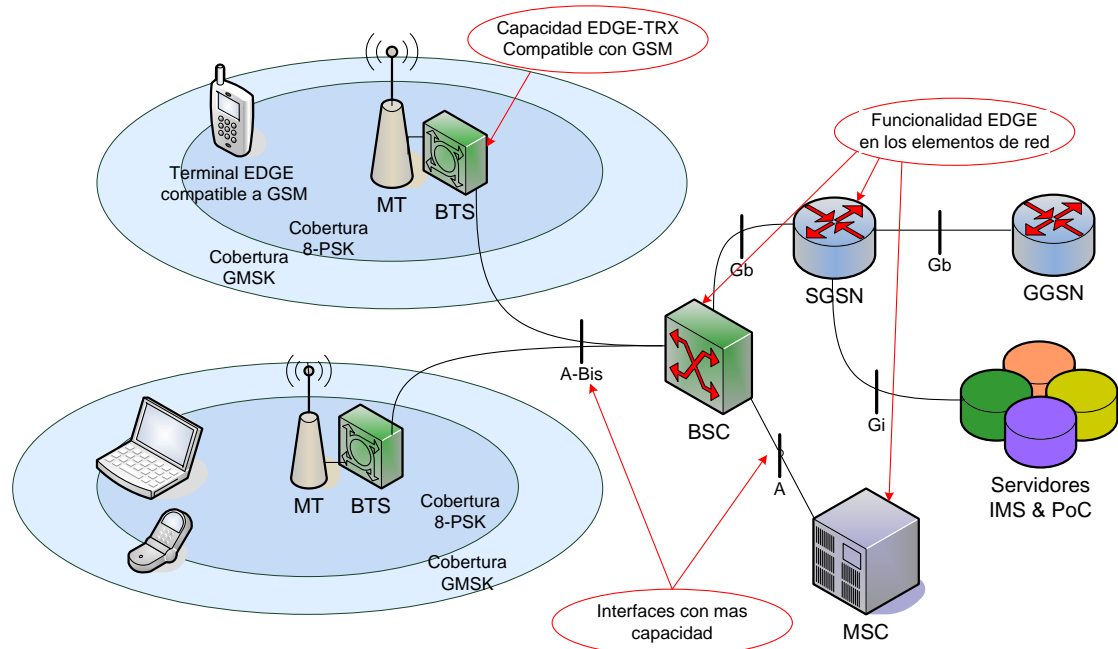 Capacidad EDGE-TRX
Compatible con GSM
Funcionalidad EDGE
en los elementos de red
Terminal EDGE
compatible a GSM
MT
BTS
Cobertura
8-PSK
Cobertura
GMSK
Gb
SGSN
Gb
GGSN
A-Bis
BSC
Gi
A
Servidores
IMS & PoC
MT
BTS
Cobertura
8-PSK
Cobertura
GMSK
Interfaces con mas
capacidad
MSC